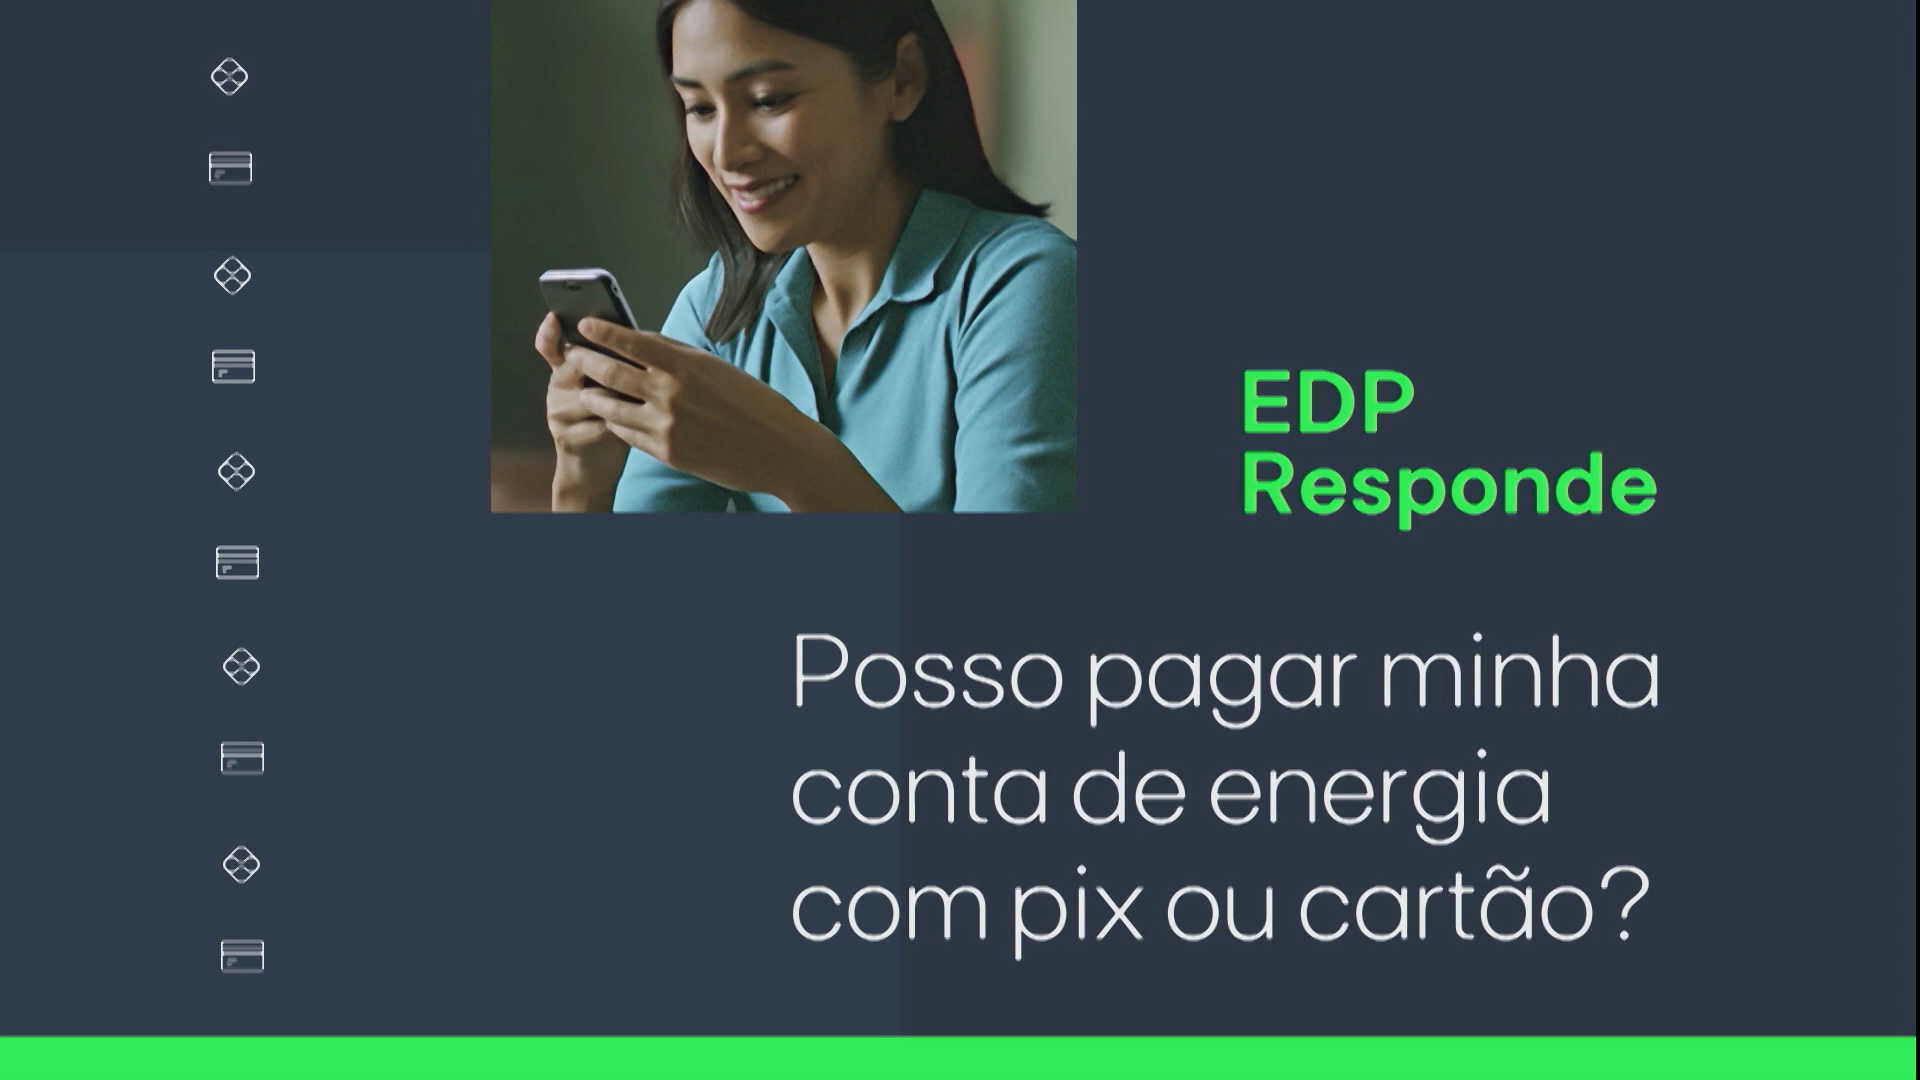 EDP
Responde
Posso pagar minha
conta de energia
com pix ou cartão?